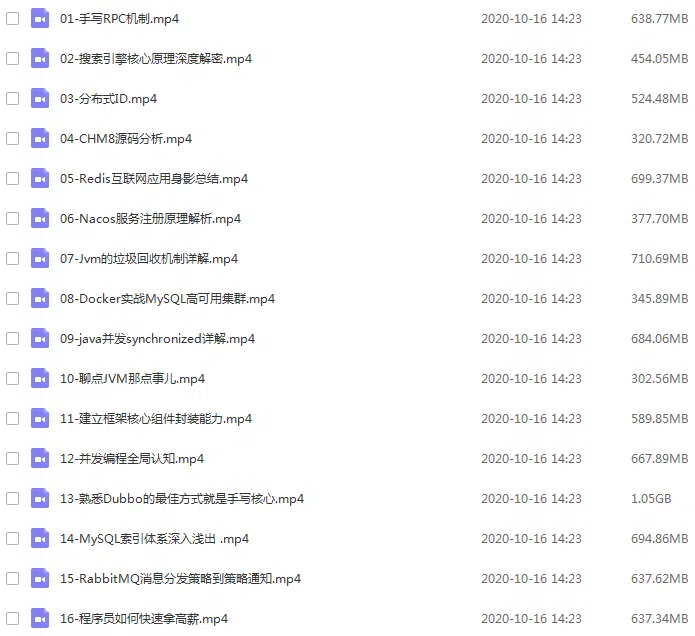 01-手写RPC机制.mp4 2020-10-16 14:23 638.77MB
02-搜索引擎核心原理深度解密.mp4 2020-10-16 14:23 454.05MB
03-分布式ID.mp4 2020-10-16 14:23 524.48MB
04-CHM8源码分析.mp4 2020-10-16 14:23 320.72MB
05-Redis互联网应用身影总结.mp4 2020-10-16 14:23 699.37MB
06-Nacos服务注册原理解析.mp4 2020-10-16 14:23 377.70MB
07-Jvm的垃圾回收机制详解.mp4 2020-10-16 14:23 710.69MB
08-Docker实战MySQL高可用集群.mp4 2020-10-16 14:23 345.89MB
09-java并发synchronized详解.mp4 2020-10-16 14:23 684.06MB
10-聊点JVM那点事儿.mp4 2020-10-16 14:23 302.56MB
11-建立框架核心组件封装能力.mp4 2020-10-16 14:23 589.85MB
12-并发编程全局认知.mp4 2020-10-16 14:23 667.89MB
13-熟悉Dubbo的最佳方式就是手写核心.mp4 2020-10-16 14:23 1.05GB
14-MySQL索引体系深入浅出 .mp4 2020-10-16 14:23 694.86MB
15-RabbitMQ消息分发策略到策略通知.mp4 2020-10-16 14:23 637.62MB
16-程序员如何快速拿高薪.mp4 2020-10-16 14:23 637.34MB